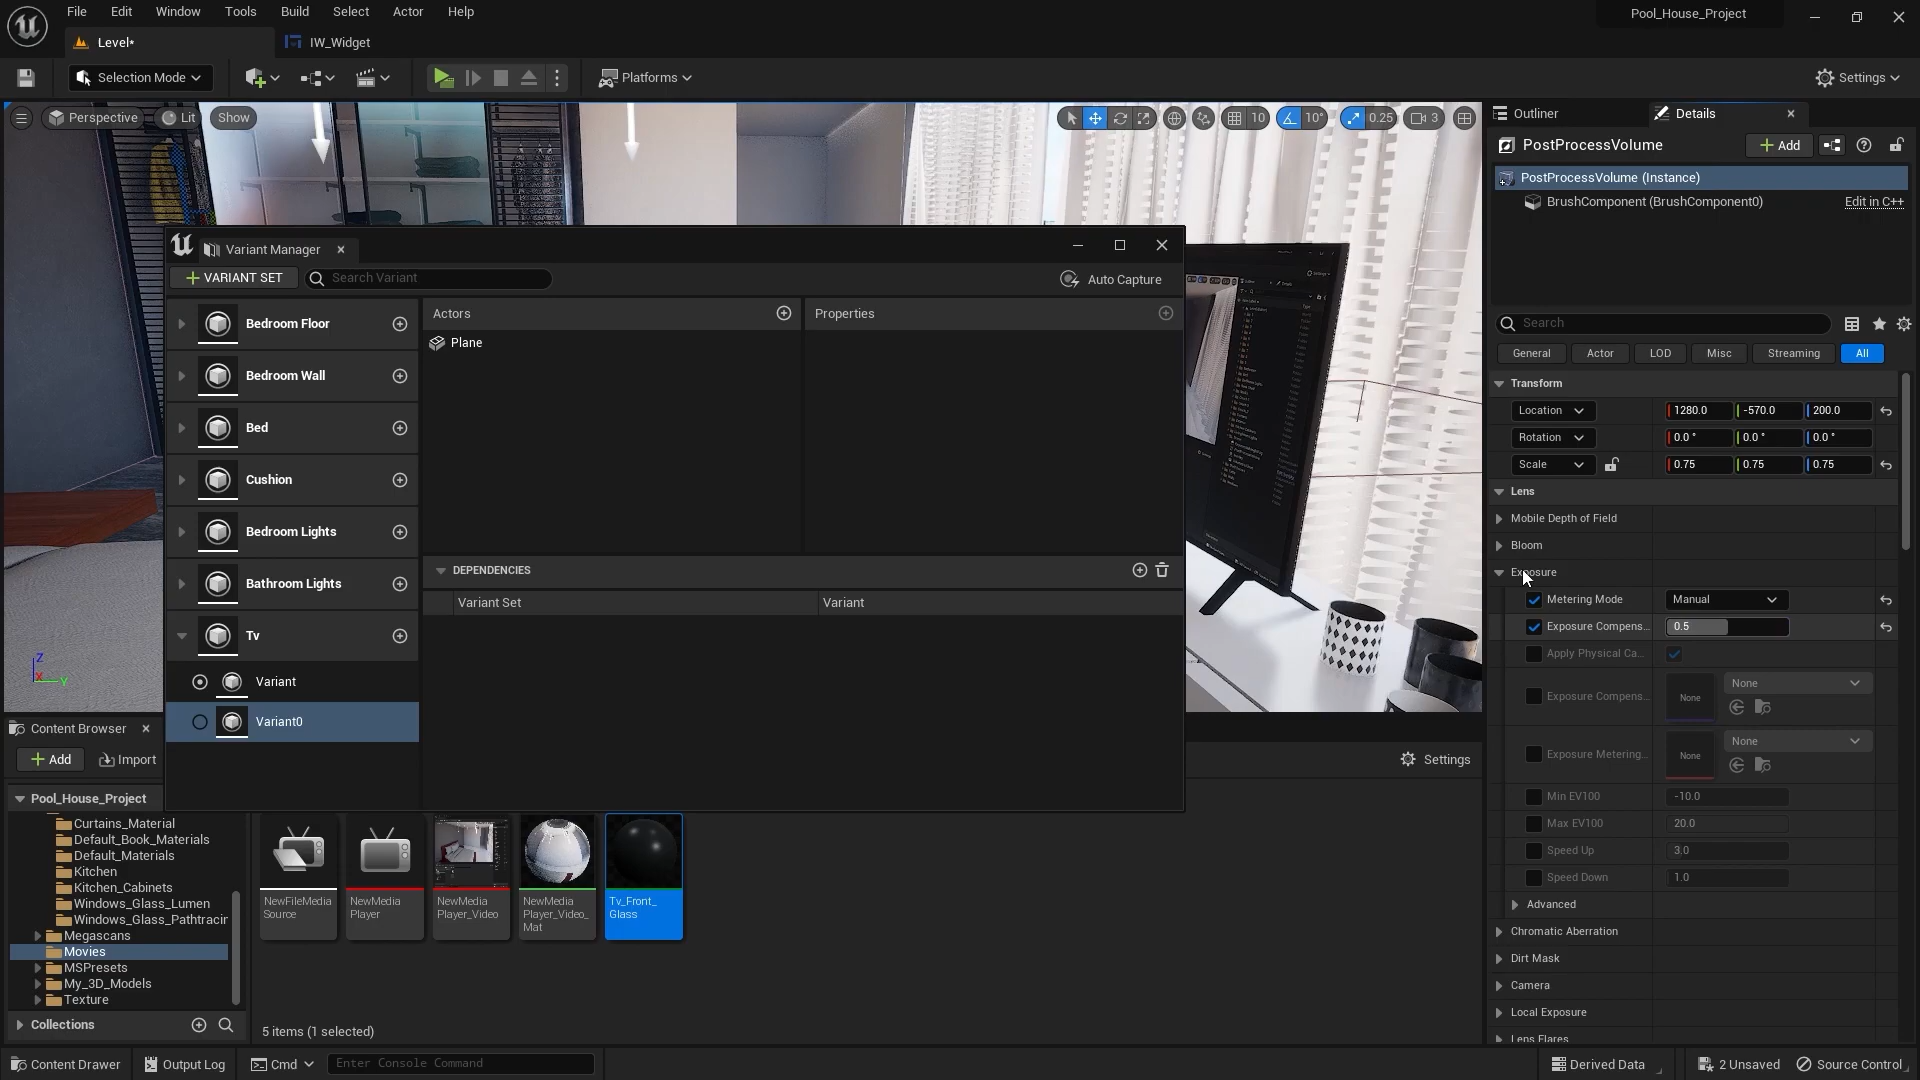 File Edit Window Tools Build Select Actor Help
Pool_House_Project
Level*
IW_Widget
Selection Mode
Platforms
Settings
Perspective
Lit
Show
10
10°
0.25
3
Outliner
Details
PostProcessVolume
Add
PostProcessVolume (Instance)
BrushComponent (BrushComponent0)
Edit in C++
Search
General
Actor
LOD
Misc
Streaming
All
Transform
Location
1280.0
-570.0
200.0
Rotation
0.0 °
0.0 °
0.0 °
Scale
0.75
0.75
0.75
Lens
Mobile Depth of Field
Bloom
Exposure
Metering Mode
Manual
Exposure Compens...
0.5
Apply Physical Ca...
Exposure Compens...
None
None
Exposure Metering...
None
None
Min EV100
-10.0
Max EV100
20.0
Speed Up
3.0
Speed Down
1.0
Advanced
Chromatic Aberration
Dirt Mask
Camera
Local Exposure
Lens Flares
Variant Manager
VARIANT SET
Search Variant
Auto Capture
Bedroom Floor
Bedroom Wall
Bed
Cushion
Bedroom Lights
Bathroom Lights
Tv
Variant
Variant0
Actors
Plane
Properties
DEPENDENCIES
Variant Set
Variant
Z
X
Y
Content Browser
Add
Import
Settings
Pool_House_Project
Curtains_Material
Default_Book_Materials
Default_Materials
Kitchen
Kitchen_Cabinets
Windows_Glass_Lumen
Windows_Glass_Pathtracir
Megascans
Movies
MSPresets
My_3D_Models
Texture
Collections
NewFileMedia
Source
NewMedia
Player
NewMedia
Player_Video
NewMedia
Player_Video_
Mat
Tv_Front_
Glass
5 items (1 selected)
Content Drawer
Output Log
Cmd
Enter Console Command
Derived Data
2 Unsaved
Source Control